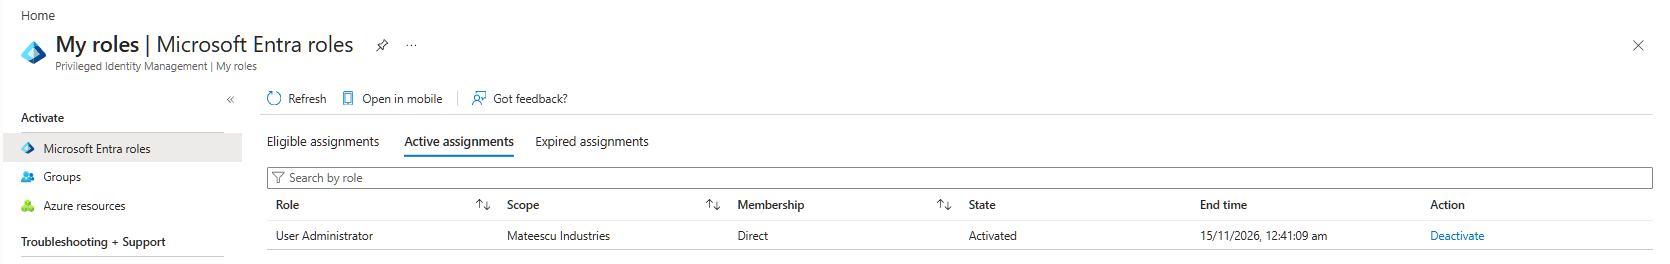 Home
My roles | Microsoft Entra roles
Privileged Identity Management | My roles
«
Activate
Microsoft Entra roles
Groups
Azure resources
Troubleshooting + Support
Refresh Open in mobile Got feedback?
Eligible assignments Active assignments Expired assignments
Search by role
Role Scope Membership State End time Action
User Administrator Mateescu Industries Direct Activated 15/11/2026, 12:41:09 am Deactivate